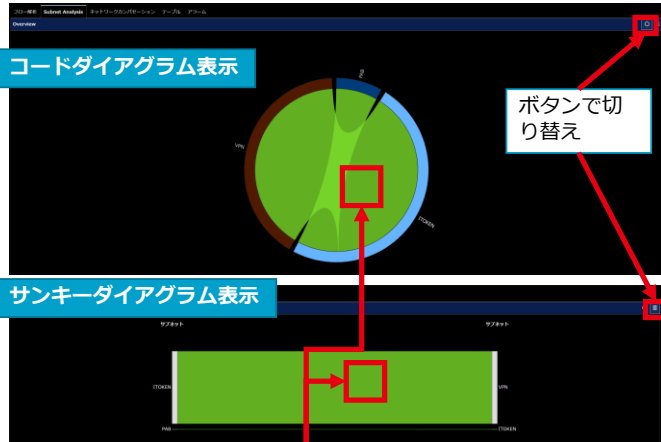 フロー解析 Subnet Analysis ネットワークカンバセーション テーブル アラーム
Overview
コードダイアグラム表示
ボタンで切
り替え
PAB
VPN
ITOKEN
サンキーダイアグラム表示
サブネット サブネット
ITOKEN VPN
PAB ITOKEN